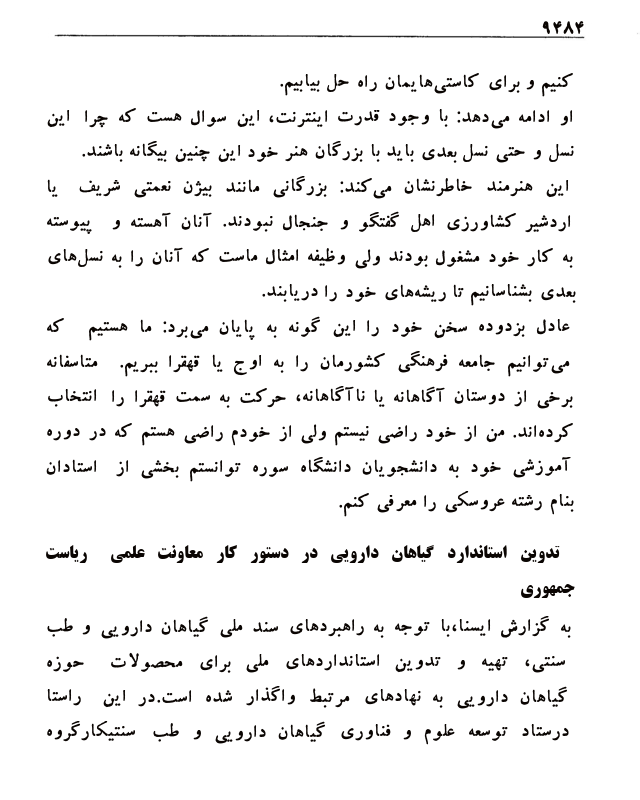 ۹۴۸۴
کنیم و برای کاستی‌هایمان راه حل بیابیم.
او ادامه می‌دهد: با وجود قدرت اینترنت، این سوال هست که چرا این
نسل و حتی نسل بعدی باید با بزرگان هنر خود این چنین بیگانه باشند.
این هنرمند خاطرنشان می‌کند: بزرگانی مانند بیژن نعمتی شریف یا
اردشیر کشاورزی اهل گفتگو و جنجال نبودند. آنان آهسته و پیوسته
به کار خود مشغول بودند ولی وظیفه امثال ماست که آنان را به نسل‌های
بعدی بشناسانیم تا ریشه‌های خود را دریابند.
عادل بزدوده سخن خود را این گونه به پایان می‌برد: ما هستیم که
می‌توانیم جامعه فرهنگی کشورمان را به اوج یا قهقرا ببریم. متاسفانه
برخی از دوستان آگاهانه یا ناآگاهانه، حرکت به سمت قهقرا را انتخاب
کرده‌اند. من از خود راضی نیستم ولی از خودم راضی هستم که در دوره
آموزشی خود به دانشجویان دانشگاه سوره توانستم بخشی از استادان
بنام رشته عروسکی را معرفی کنم.
تدوین استاندارد گیاهان دارویی در دستور کار معاونت علمی ریاست
جمهوری
به گزارش ایسنا،با توجه به راهبردهای سند ملی گیاهان دارویی و طب
سنتی، تهیه و تدوین استانداردهای ملی برای محصولات حوزه
گیاهان دارویی به نهادهای مرتبط واگذار شده است.در این راستا
درستاد توسعه علوم و فناوری گیاهان دارویی و طب سنتیکارگروه